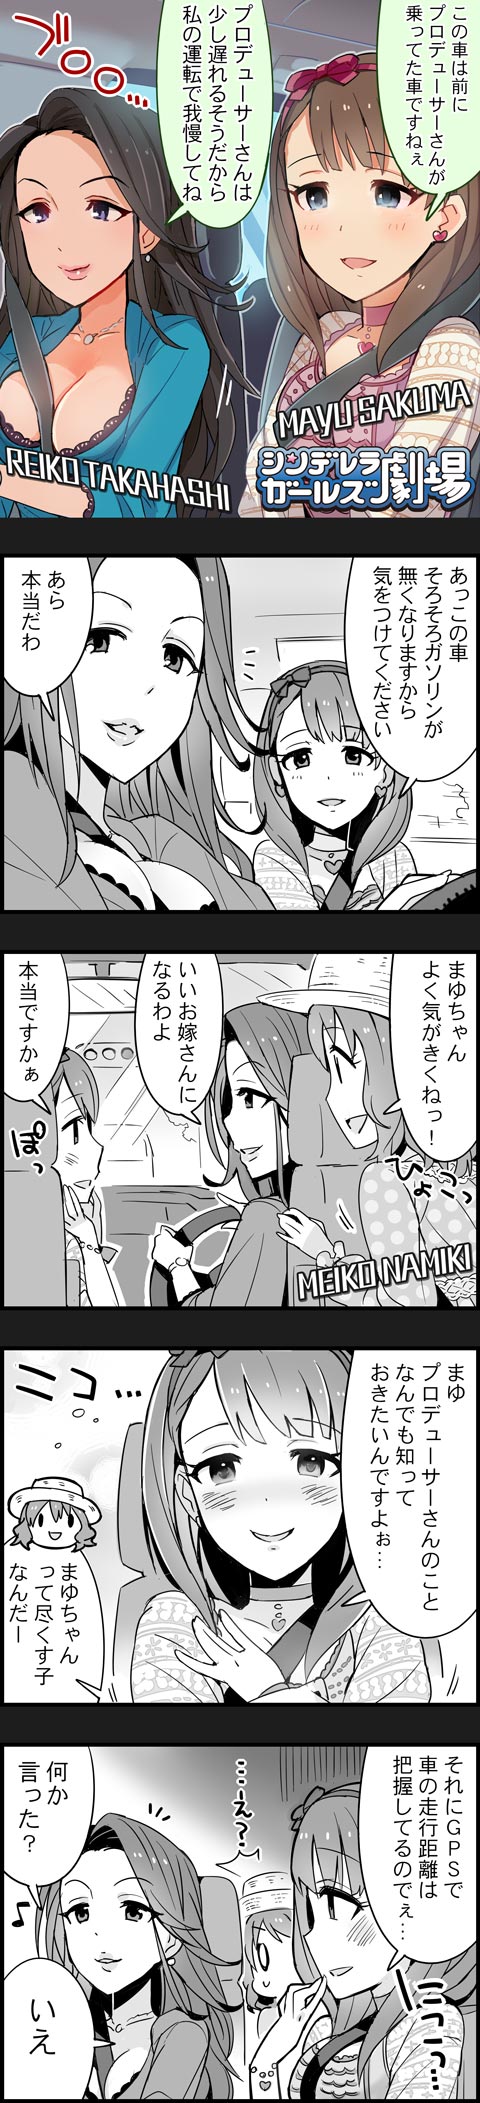 この車は前に
プロデューサーさんが
乗ってた車ですねぇ
プロデューサーさんは
少し遅れるそうだから
私の運転で我慢してね
ブロロロ…
MAYU SAKUMA
REIKO TAKAHASHI
シンデレラ
ガールズ劇場
あっこの車
そろそろガソリンが
無くなりますから
気をつけてください
あら
本当だわ
まゆちゃん
よく気がきくねっ！
ひょこっ
いいお嫁さんに
なるわよ
本当ですかぁ
ぽっ
MEIKO NAMIKI
まゆ
プロデューサーさんのこと
なんでも知って
おきたいんですよぉ…
ニコ…
まゆちゃん
って尽くす子
なんだー
それにＧＰＳで
車の走行距離は
把握してるのでぇ…
にこっ…
…え？
何か
言った？
いえ